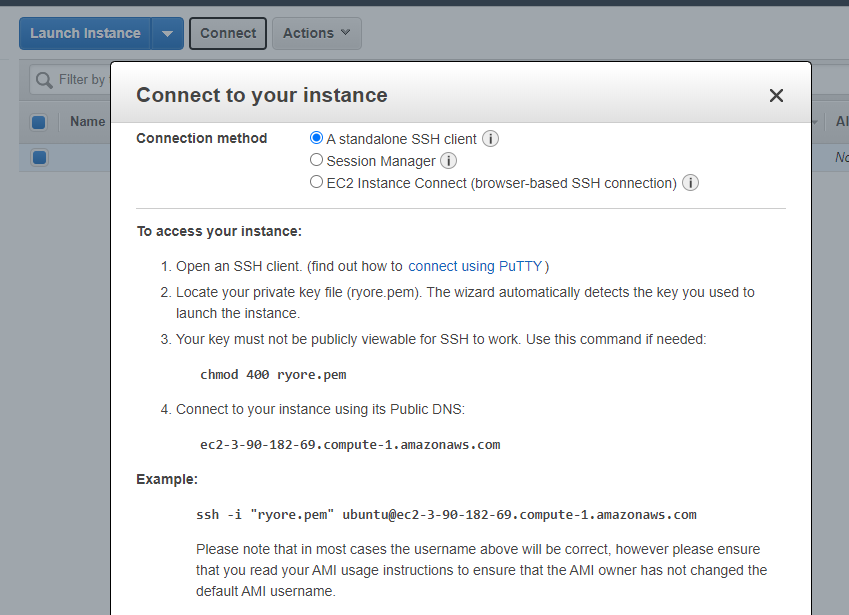 Launch Instance Connect Actions
Filter by
Connect to your instance
Name
Connection method
A standalone SSH client i
Session Manager i
EC2 Instance Connect (browser-based SSH connection) i
To access your instance:
1. Open an SSH client. (find out how to connect using PuTTY )
2. Locate your private key file (ryore.pem). The wizard automatically detects the key you used to
launch the instance.
3. Your key must not be publicly viewable for SSH to work. Use this command if needed:
chmod 400 ryore.pem
4. Connect to your instance using its Public DNS:
ec2-3-90-182-69.compute-1.amazonaws.com
Example:
ssh -i "ryore.pem" ubuntu@ec2-3-90-182-69.compute-1.amazonaws.com
Please note that in most cases the username above will be correct, however please ensure
that you read your AMI usage instructions to ensure that the AMI owner has not changed the
default AMI username.